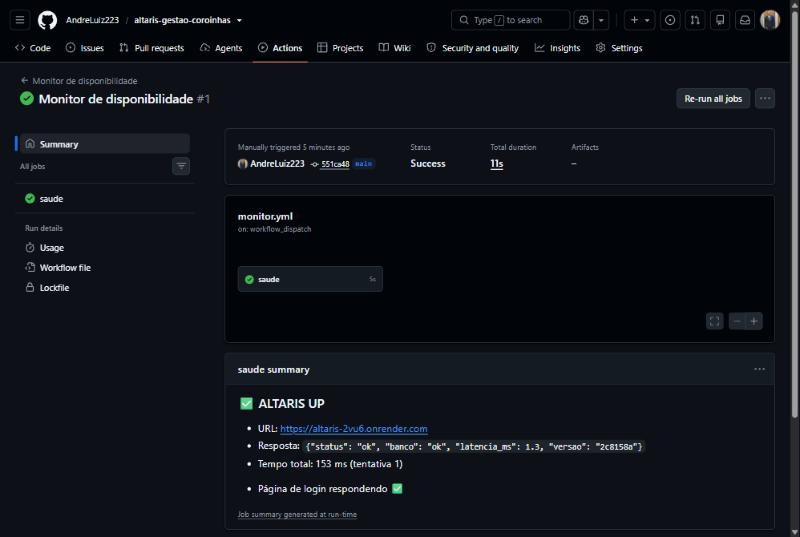 AndreLuiz223 / altaris-gestao-coroinhas
Type / to search
Code
Issues
Pull requests
Agents
Actions
Projects
Wiki
Security and quality
Insights
Settings
← Monitor de disponibilidade
Monitor de disponibilidade #1
Re-run all jobs
Summary
All jobs
saude
Run details
Usage
Workflow file
Lockfile
Manually triggered 5 minutes ago
AndreLuiz223 551ca48 main
Status
Success
Total duration
11s
Artifacts
–
monitor.yml
on: workflow_dispatch
saude 5s
saude summary
✅ ALTARIS UP
• URL: https://altaris-2vu6.onrender.com
• Resposta: {"status": "ok", "banco": "ok", "latencia_ms": 1.3, "versao": "2c8158a"}
• Tempo total: 153 ms (tentativa 1)
• Página de login respondendo ✅
Job summary generated at run-time